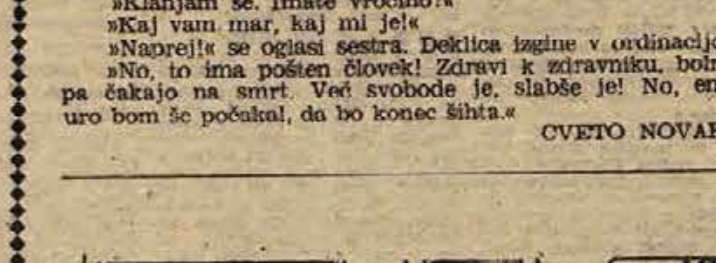 »Klanjam se. Imate vročino?«
»Kaj vam mar, kaj mi je!«
»Naprej!« se oglasi sestra. Deklica izgine v ordinacijo
»No, to ima pošten človek! Zdravi k zdravniku, boln
pa čakajo na smrt. Več svobode je, slabše je! No, en
uro bom še počakal, da bo konec šihta.«
CVETO NOVAK